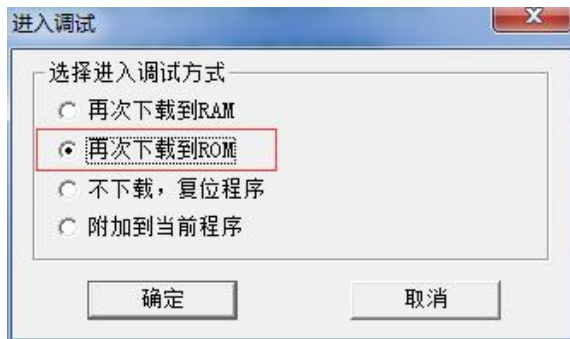 进入调试
选择进入调试方式
再次下载到RAM
再次下载到ROM
不下载，复位程序
附加到当前程序
确定
取消